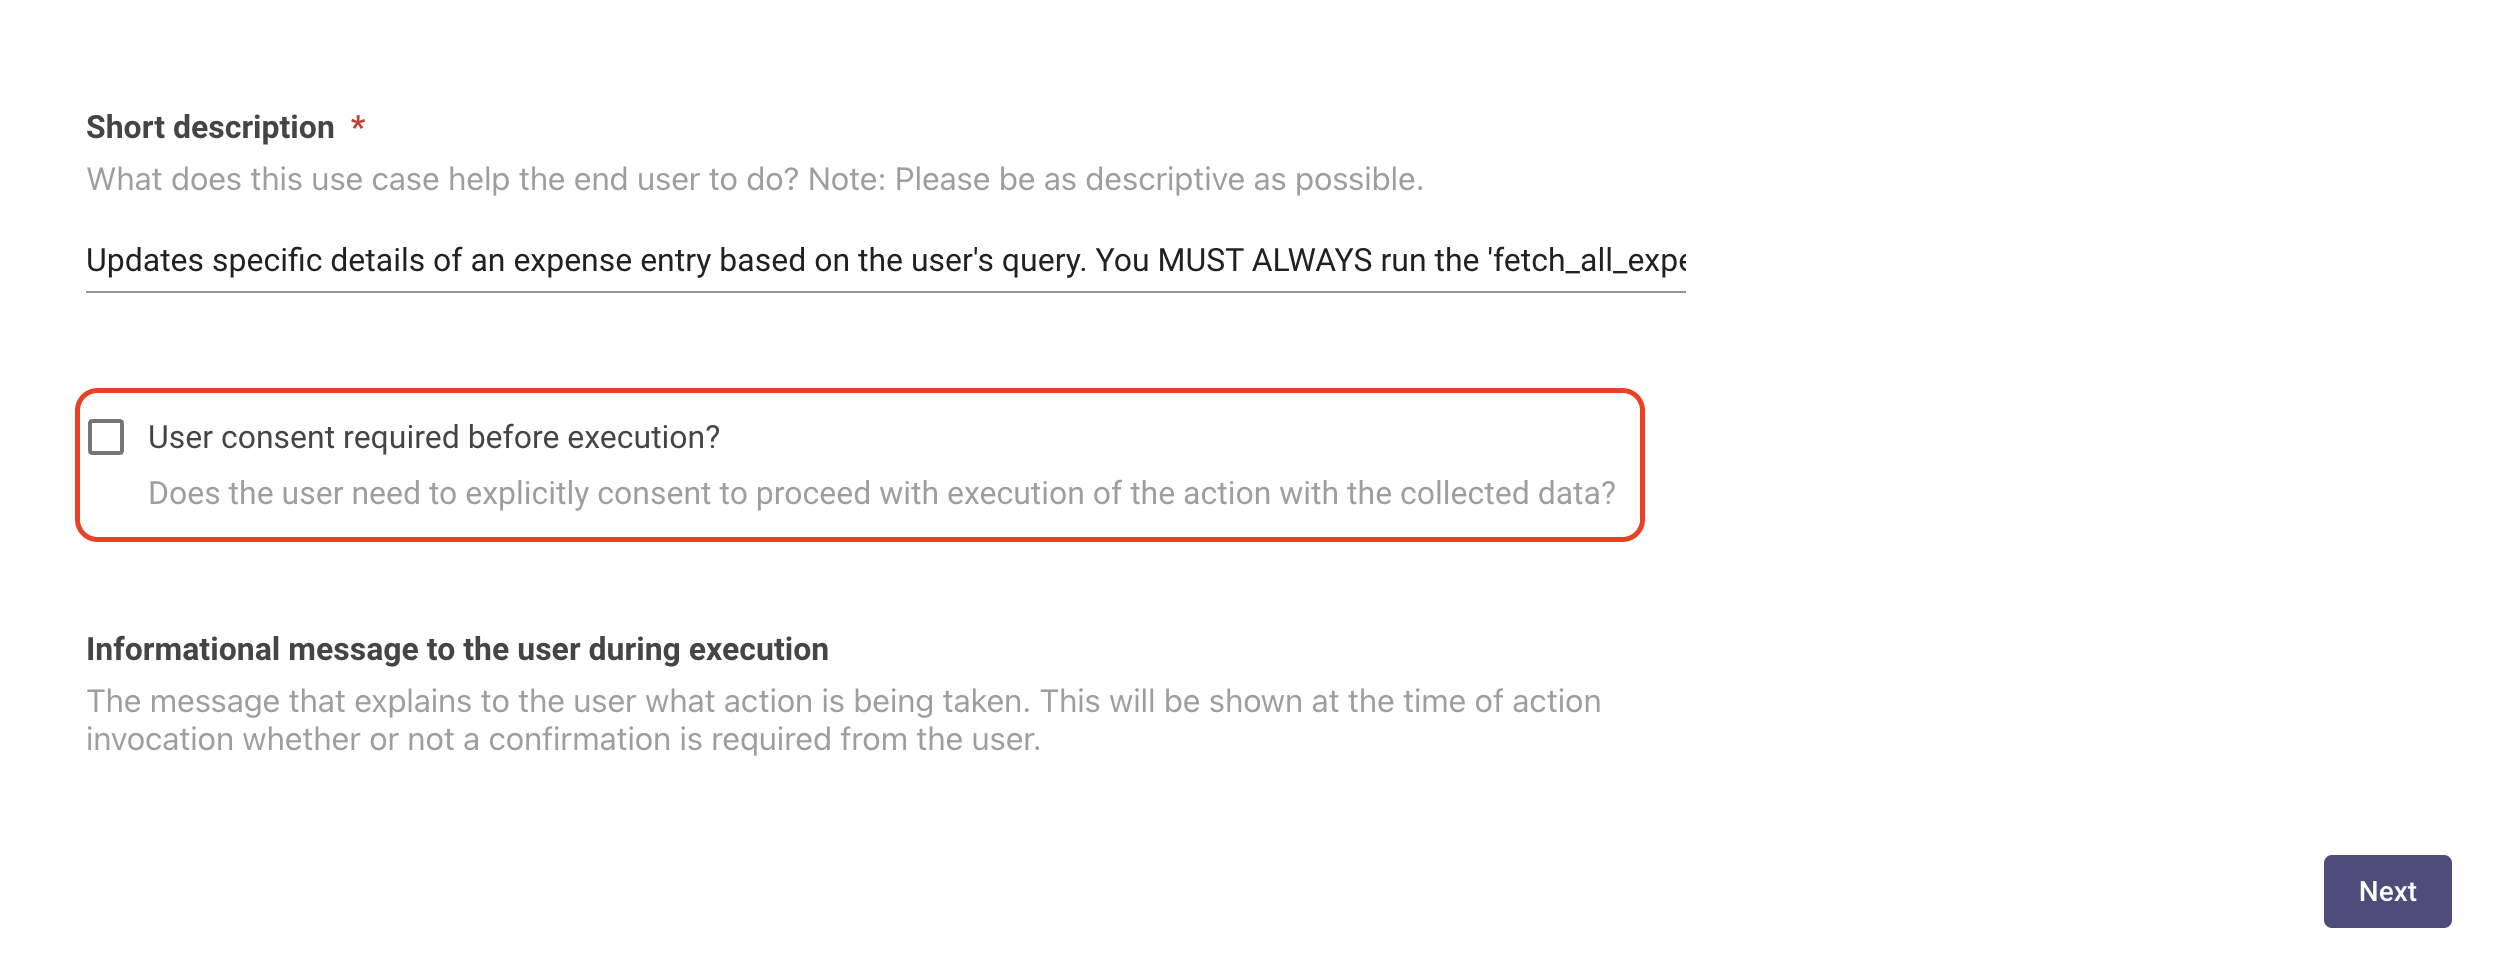 Short description *
What does this use case help the end user to do? Note: Please be as descriptive as possible.
Updates specific details of an expense entry based on the user's query. You MUST ALWAYS run the 'fetch_all_expe
User consent required before execution?
Does the user need to explicitly consent to proceed with execution of the action with the collected data?
Informational message to the user during execution
The message that explains to the user what action is being taken. This will be shown at the time of action
invocation whether or not a confirmation is required from the user.
Next